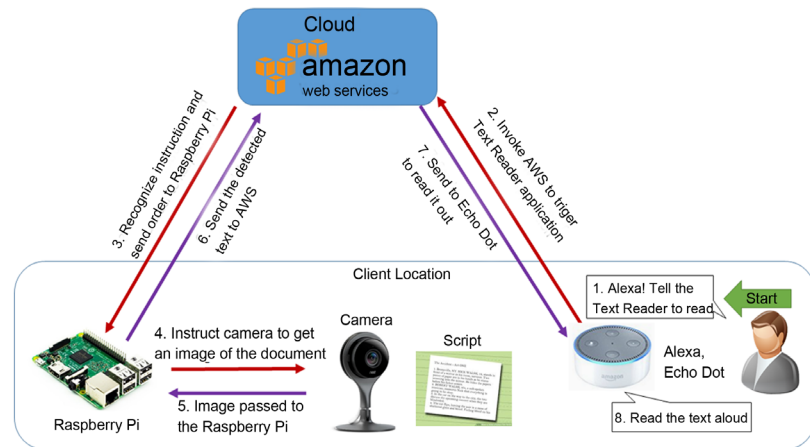 Cloud
amazon
web services
3. Recognize instruction and
send order to Raspberry Pi
6. Send the detected
text to AWS
7. Send to Echo Dot
to read it out
2. Invoke AWS to triger
Text Reader application
Client Location
1. Alexa! Tell the
Text Reader to read
Start
4. Instruct camera to get
an image of the document
Camera
Script
Alexa,
Echo Dot
amazon
5. Image passed to
the Raspberry Pi
Raspberry Pi
8. Read the text aloud